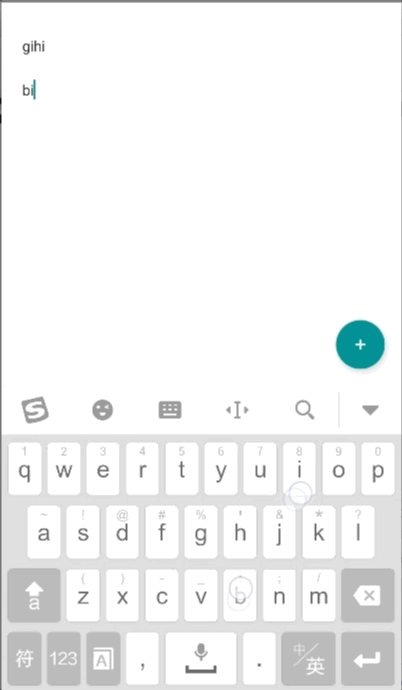 gihi
bi
+
S
1 2 3 4 5 6 7 8 9 0
q w e r t y u i o p
~ ! @ # % ' & * ?
a s d f g h j k l
a ( ) - _ : ; /
z x c v b n m
符 123 A , . 中/英